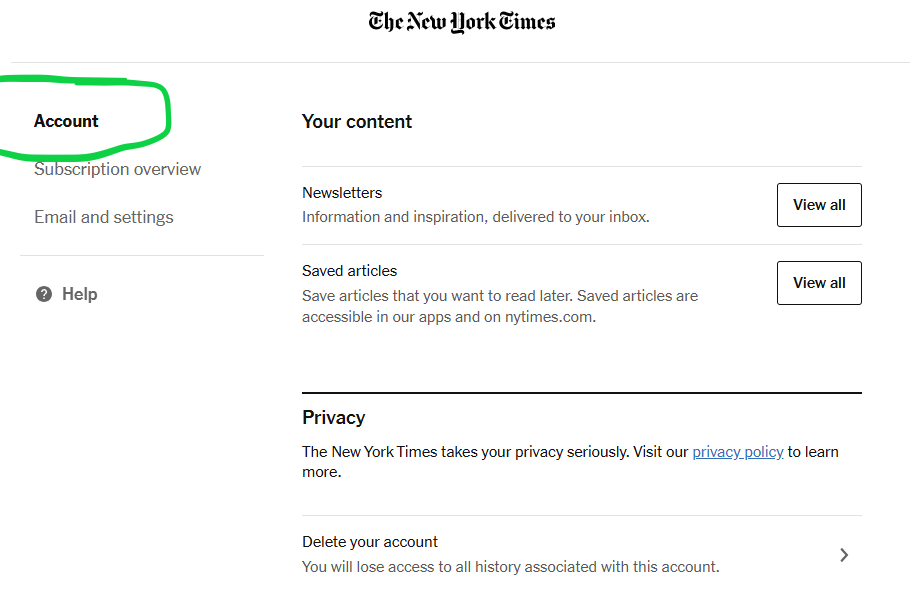 The New York Times
Account
Subscription overview
Email and settings
Help
Your content
Newsletters
Information and inspiration, delivered to your inbox.
View all
Saved articles
Save articles that you want to read later. Saved articles are
accessible in our apps and on nytimes.com.
View all
Privacy
The New York Times takes your privacy seriously. Visit our privacy policy to learn
more.
Delete your account
You will lose access to all history associated with this account.